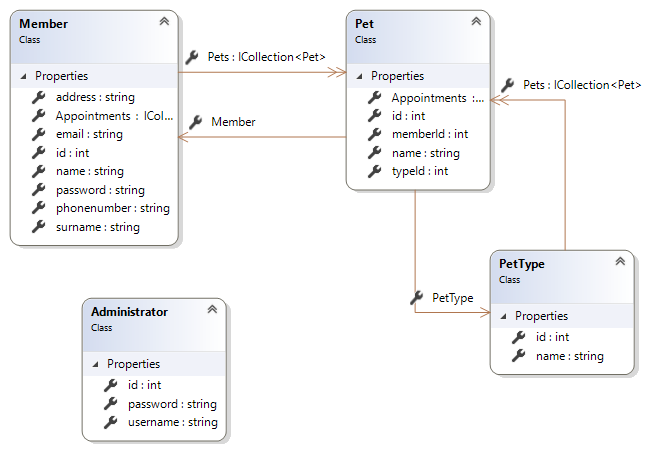 Member
Class
Properties
address : string
Appointments : ICol...
email : string
id : int
name : string
password : string
phonenumber : string
surname : string
Pets : ICollection<Pet>
Member
Pet
Class
Properties
Appointments :...
id : int
memberId : int
name : string
typeId : int
Pets : ICollection<Pet>
PetType
PetType
Class
Properties
id : int
name : string
Administrator
Class
Properties
id : int
password : string
username : string